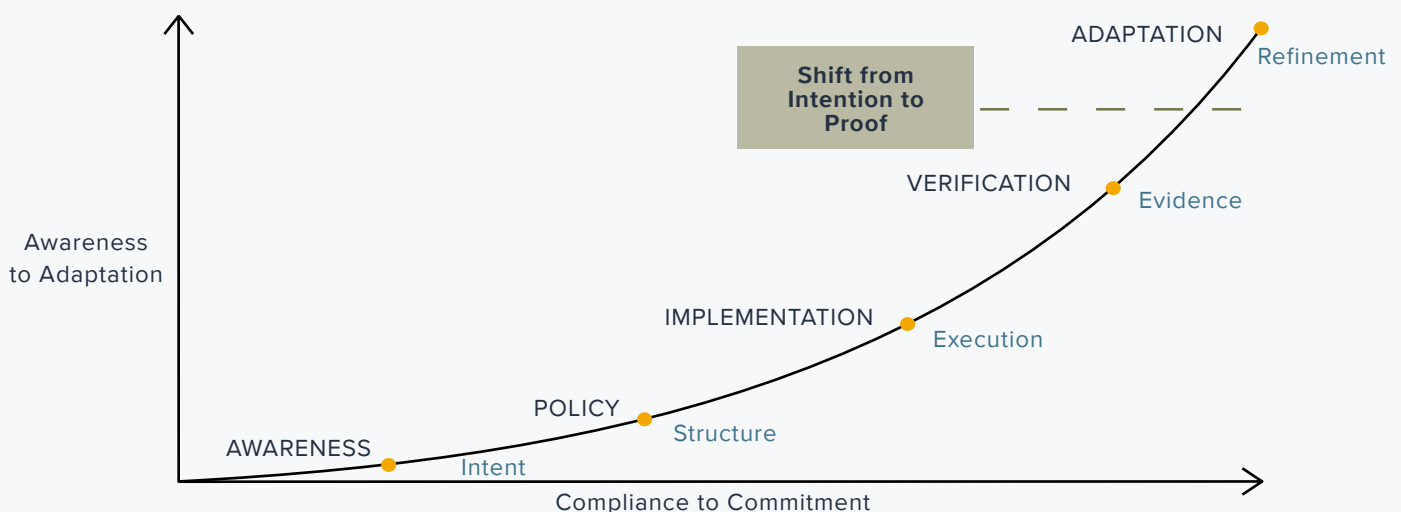 ADAPTATION
Refinement
Shift from
Intention to
Proof
VERIFICATION
Evidence
Awareness
to Adaptation
IMPLEMENTATION
Execution
POLICY
Structure
AWARENESS
Intent
Compliance to Commitment